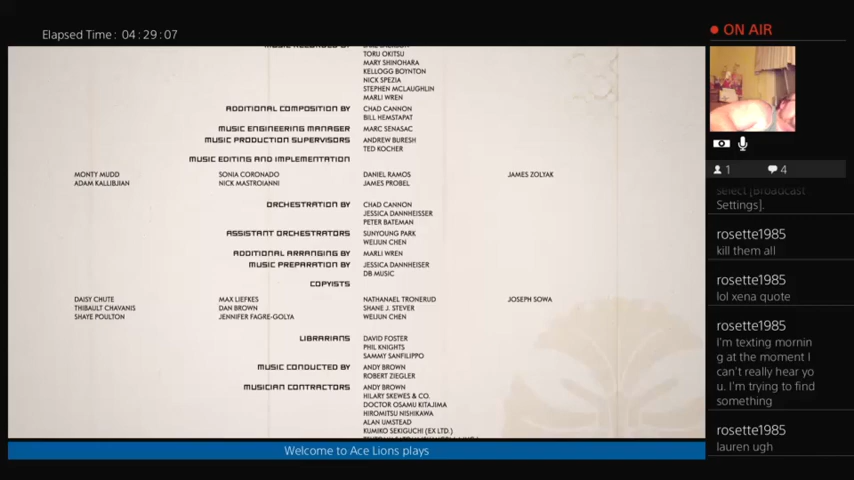 Elapsed Time: 04:29:07
ON AIR
TORU OKITSU
MARY SHINOHARA
KELLOGG BOYNTON
NICK SPEZIA
STEPHEN MCLAUGHLIN
MARLI WREN
ADDITIONAL COMPOSITION BY CHAD CANNON
BILL HEMSTAPAT
MUSIC ENGINEERING MANAGER MARC SENASAC
MUSIC PRODUCTION SUPERVISORS ANDREW BURESH
TED KOCHER
MUSIC EDITING AND IMPLEMENTATION
MONTY MUDD SONIA CORONADO DANIEL RAMOS JAMES ZOLYAK
ADAM KALLIBJIAN NICK MASTROIANNI JAMES PROBEL
ORCHESTRATION BY CHAD CANNON
JESSICA DANNHEISSER
PETER BATEMAN
ASSISTANT ORCHESTRATORS SUNYOUNG PARK
WEIJUN CHEN
ADDITIONAL ARRANGING BY MARLI WREN
MUSIC PREPARATION BY JESSICA DANNHEISER
DB MUSIC
COPYISTS
DAISY CHUTE MAX LIEFKES NATHANAEL TRONERUD JOSEPH SOWA
THIBAULT CHAVANIS DAN BROWN SHANE J. STEVER
SHAYE POULTON JENNIFER FAGRE-GOLYA WEIJUN CHEN
LIBRARIANS DAVID FOSTER
PHIL KNIGHTS
SAMMY SANFILIPPO
MUSIC CONDUCTED BY ANDY BROWN
ROBERT ZIEGLER
MUSICIAN CONTRACTORS ANDY BROWN
HILARY SKEWES & CO.
DOCTOR OSAMU KITAJIMA
HIROMITSU NISHIKAWA
ALAN UMSTEAD
KUMIKO SEKIGUCHI (EX LTD.)
Welcome to Ace Lions plays
1 4
select [Broadcast
Settings].
rosette1985
kill them all
rosette1985
lol xena quote
rosette1985
I'm texting mornin
g at the moment I
can't really hear yo
u. I'm trying to find
something
rosette1985
lauren ugh